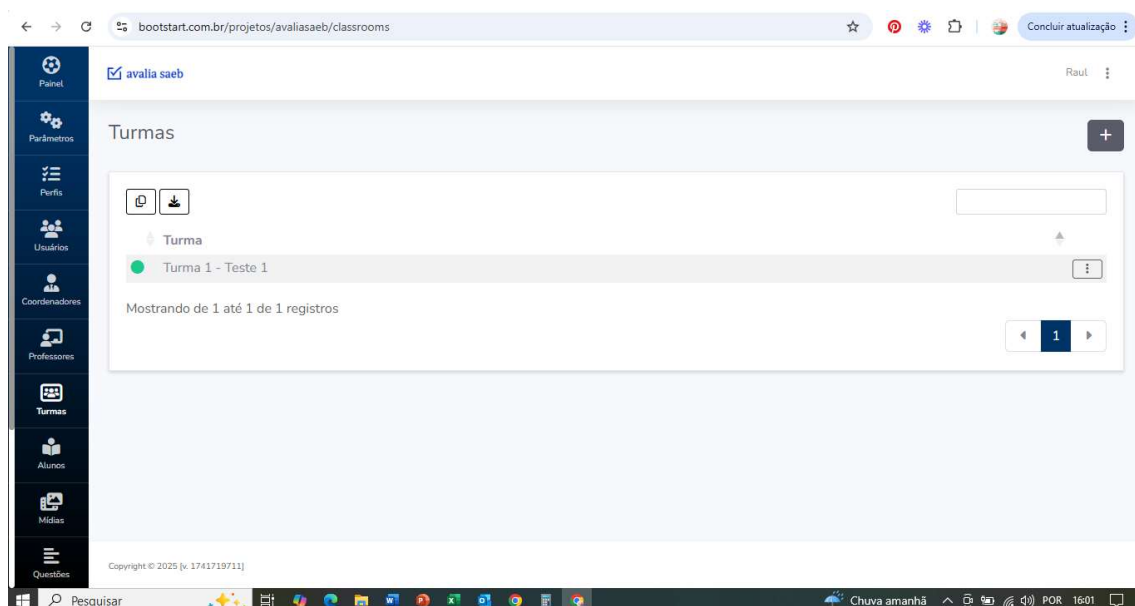 bootstart.com.br/projetos/avaliasaeb/classrooms
Concluir atualização
Painel
avalia saeb
Raul
Parâmetros
Turmas
Perfis
Usuários
Turma
Turma 1 - Teste 1
Coordenadores
Mostrando de 1 até 1 de 1 registros
Professores
1
Turmas
Alunos
Mídias
Questões
Copyright © 2025 [v. 1741719711]
Pesquisar
Chuva amanhã
POR
16:01